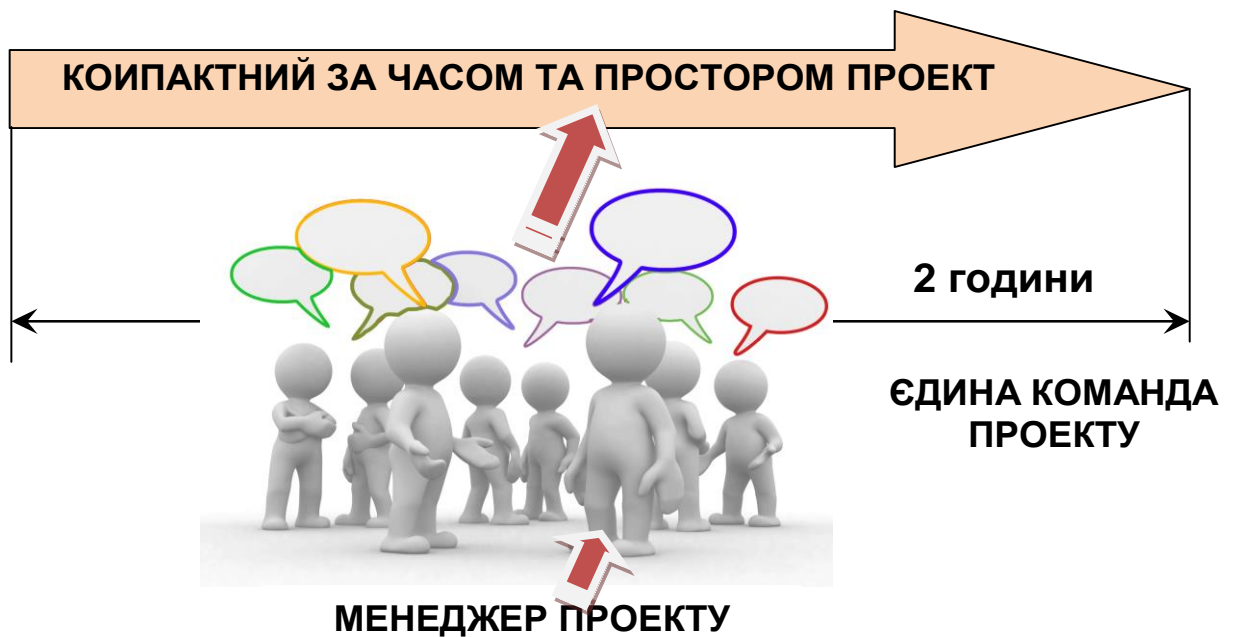 КОИПАКТНИЙ ЗА ЧАСОМ ТА ПРОСТОРОМ ПРОЕКТ
2 години
ЄДИНА КОМАНДА
ПРОЕКТУ
МЕНЕДЖЕР ПРОЕКТУ